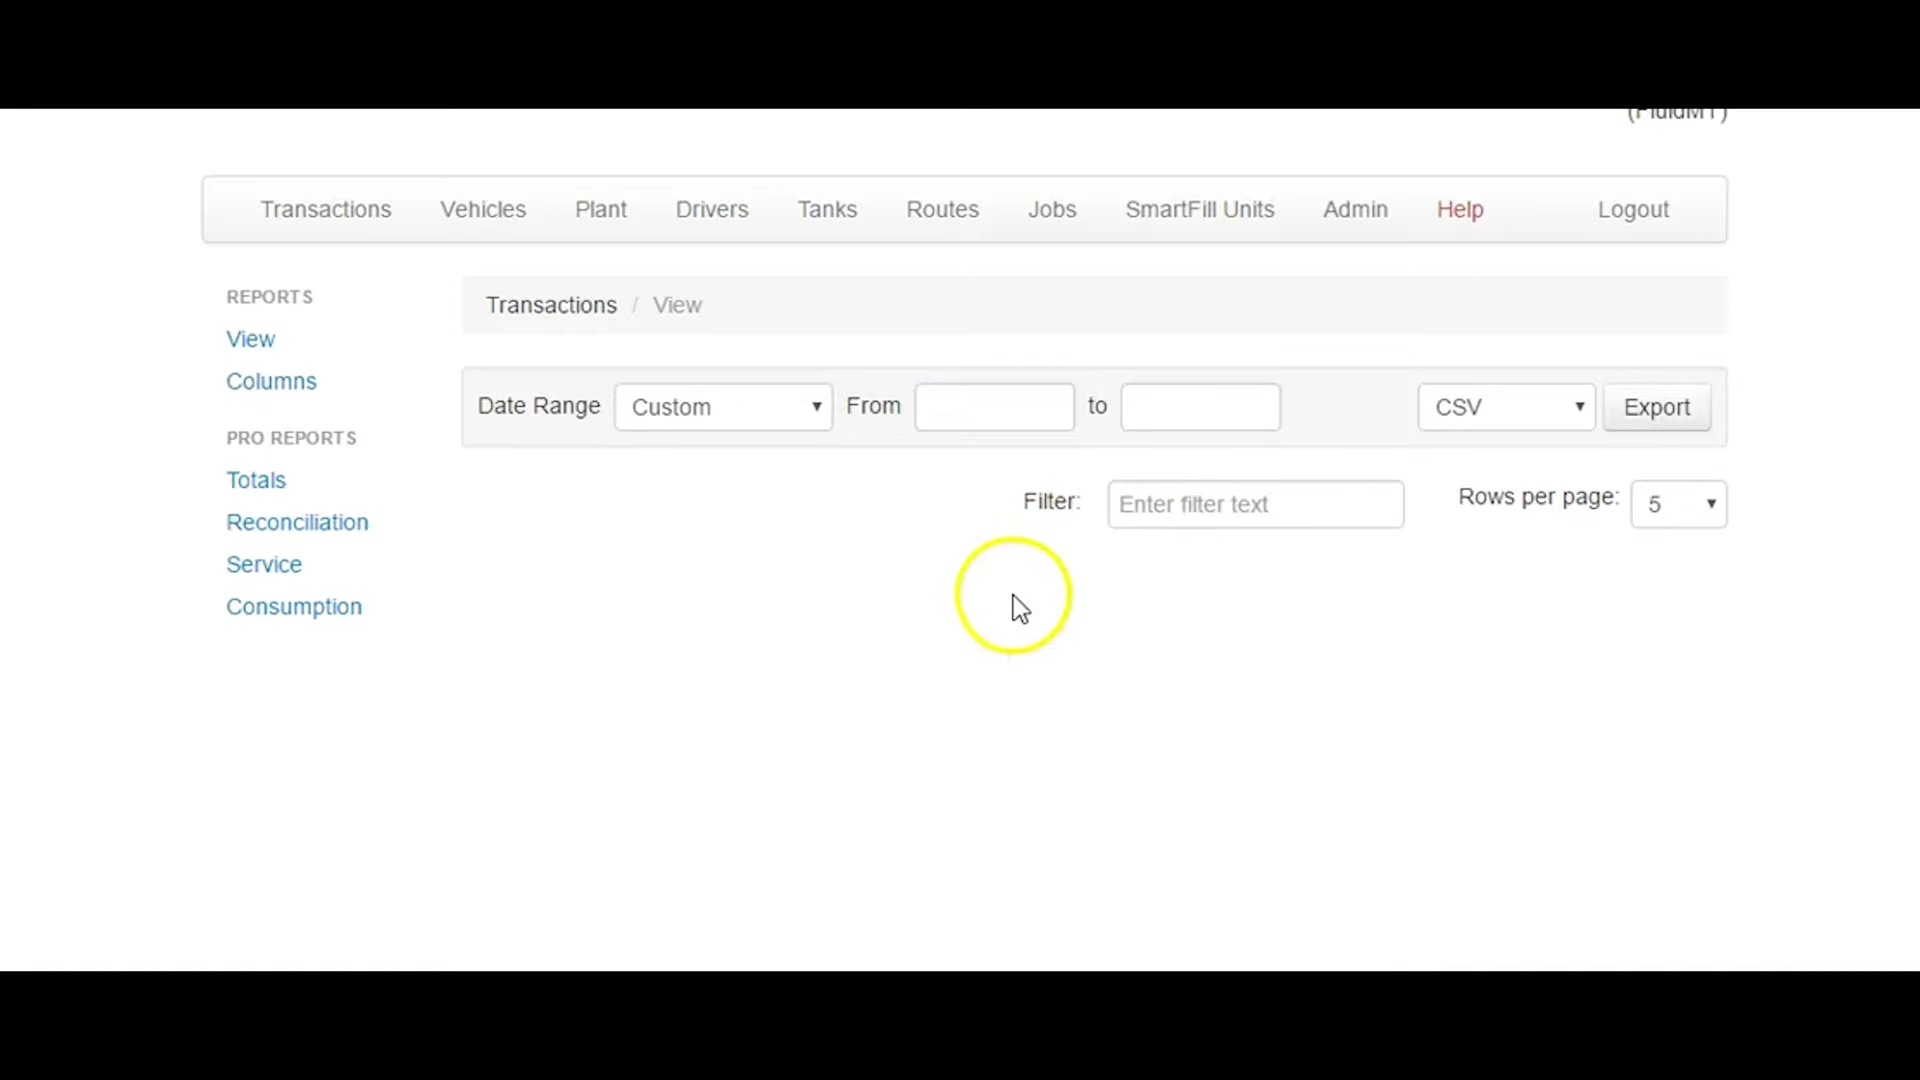 (FluidMT)
Transactions Vehicles Plant Drivers Tanks Routes Jobs SmartFill Units Admin Help Logout
REPORTS
View
Columns
PRO REPORTS
Totals
Reconciliation
Service
Consumption
Transactions / View
Date Range Custom From to CSV Export
Filter: Enter filter text Rows per page: 5